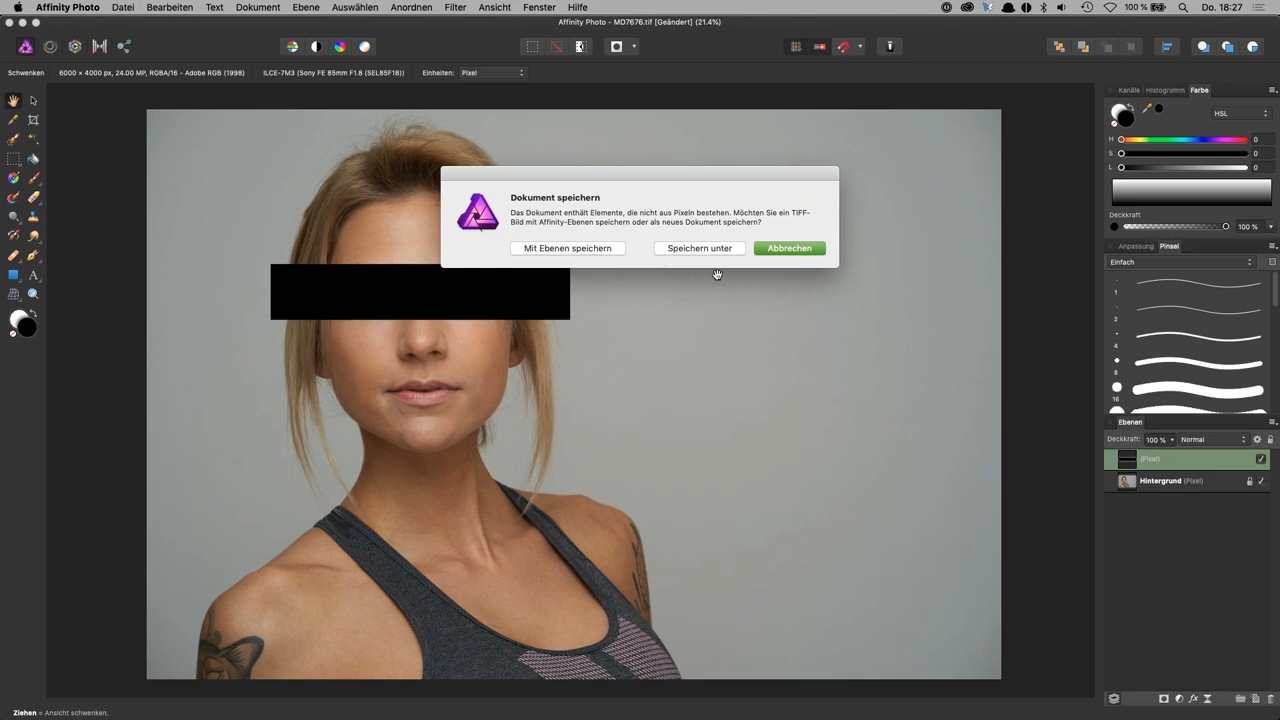 Affinity Photo Datei Bearbeiten Text Dokument Ebene Auswählen Anordnen Filter Ansicht Fenster Hilfe 100 % Do. 18:27
Affinity Photo - MD7676.tif [Geändert] (21.4%)
Schwenken 6000 × 4000 px, 24.00 MP, RGBA/16 - Adobe RGB (1998) ILCE-7M3 (Sony FE 85mm F1.8 (SEL85F18)) Einheiten: Pixel
Kanäle Histogramm Farbe
HSL
H 0
S 0
L 0
Deckkraft
100 %
Anpassung Pinsel
Einfach
1
2
4
8
16
Dokument speichern
Das Dokument enthält Elemente, die nicht aus Pixeln bestehen. Möchten Sie ein TIFF-
Bild mit Affinity-Ebenen speichern oder als neues Dokument speichern?
Mit Ebenen speichern Speichern unter Abbrechen
Ebenen
Deckkraft: 100 % Normal
(Pixel)
Hintergrund (Pixel)
A
Ziehen = Ansicht schwenken.